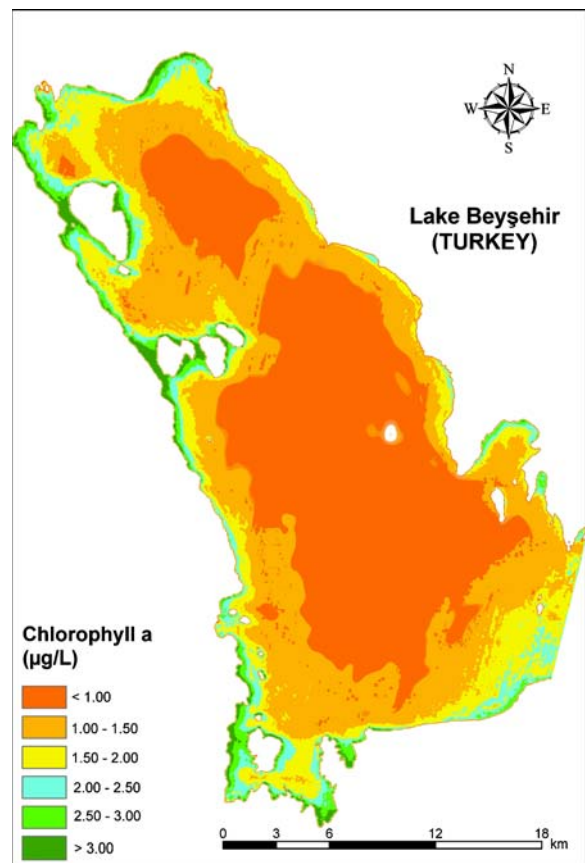 N
W E
S
Lake Beyşehir
(TURKEY)
Chlorophyll a
(µg/L)
< 1.00
1.00 - 1.50
1.50 - 2.00
2.00 - 2.50
2.50 - 3.00
> 3.00
0 3 6 12 18
km